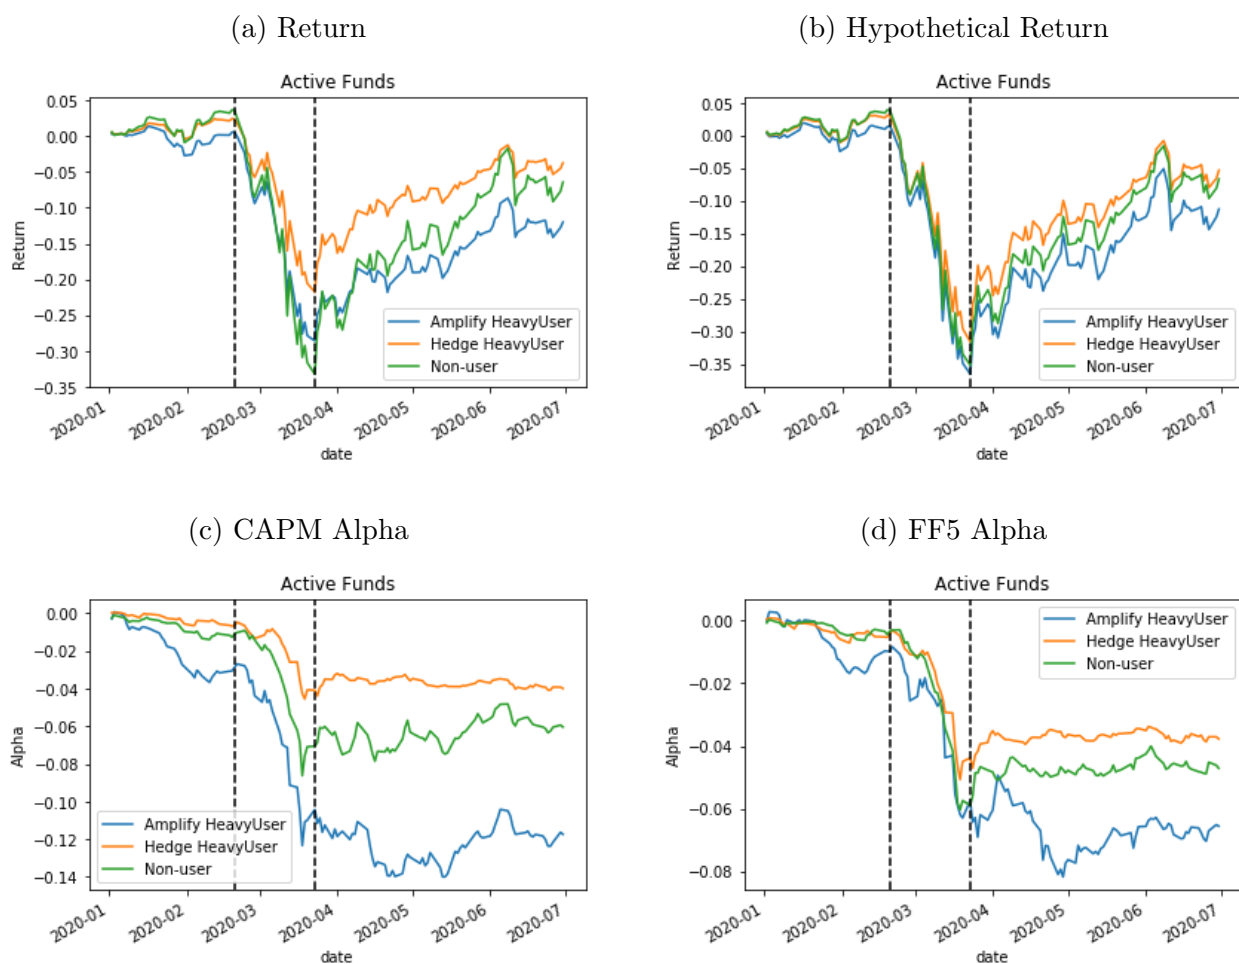 (a) Return
Active Funds
0.05
0.00
−0.05
−0.10
−0.15
−0.20
−0.25
−0.30
−0.35
Return
Amplify HeavyUser
Hedge HeavyUser
Non-user
2020-01
2020-02
2020-03
2020-04
2020-05
2020-06
2020-07
date
(b) Hypothetical Return
Active Funds
0.05
0.00
−0.05
−0.10
−0.15
−0.20
−0.25
−0.30
−0.35
Return
Amplify HeavyUser
Hedge HeavyUser
Non-user
2020-01
2020-02
2020-03
2020-04
2020-05
2020-06
2020-07
date
(c) CAPM Alpha
Active Funds
0.00
−0.02
−0.04
−0.06
−0.08
−0.10
−0.12
−0.14
Alpha
Amplify HeavyUser
Hedge HeavyUser
Non-user
2020-01
2020-02
2020-03
2020-04
2020-05
2020-06
2020-07
date
(d) FF5 Alpha
Active Funds
0.00
−0.02
−0.04
−0.06
−0.08
Alpha
Amplify HeavyUser
Hedge HeavyUser
Non-user
2020-01
2020-02
2020-03
2020-04
2020-05
2020-06
2020-07
date